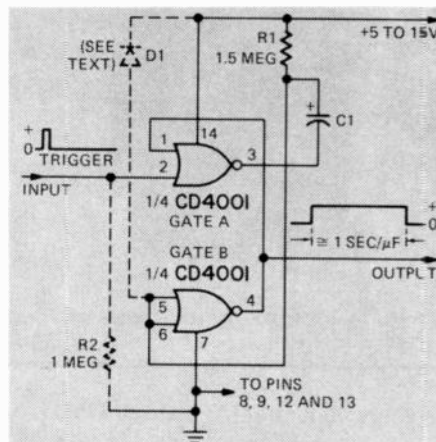 (SEE
TEXT)
D1
R1
1.5 MEG
+5 TO 15V
+
C1
+
0
TRIGGER
INPUT
1
2
14
3
1/4 CD4001
GATE A
GATE B
1/4 CD4001
5
6
4
7
+
0
≅ 1 SEC/µF
OUTPUT
R2
1 MEG
TO PINS
8, 9, 12 AND 13